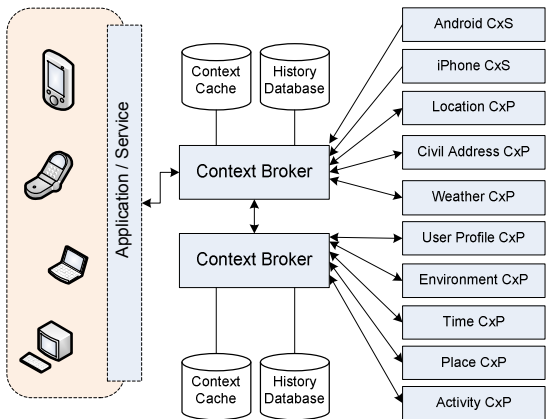 Application / Service
Context
Cache
History
Database
Context Broker
Context Broker
Context
Cache
History
Database
Android CxS
iPhone CxS
Location CxP
Civil Address CxP
Weather CxP
User Profile CxP
Environment CxP
Time CxP
Place CxP
Activity CxP